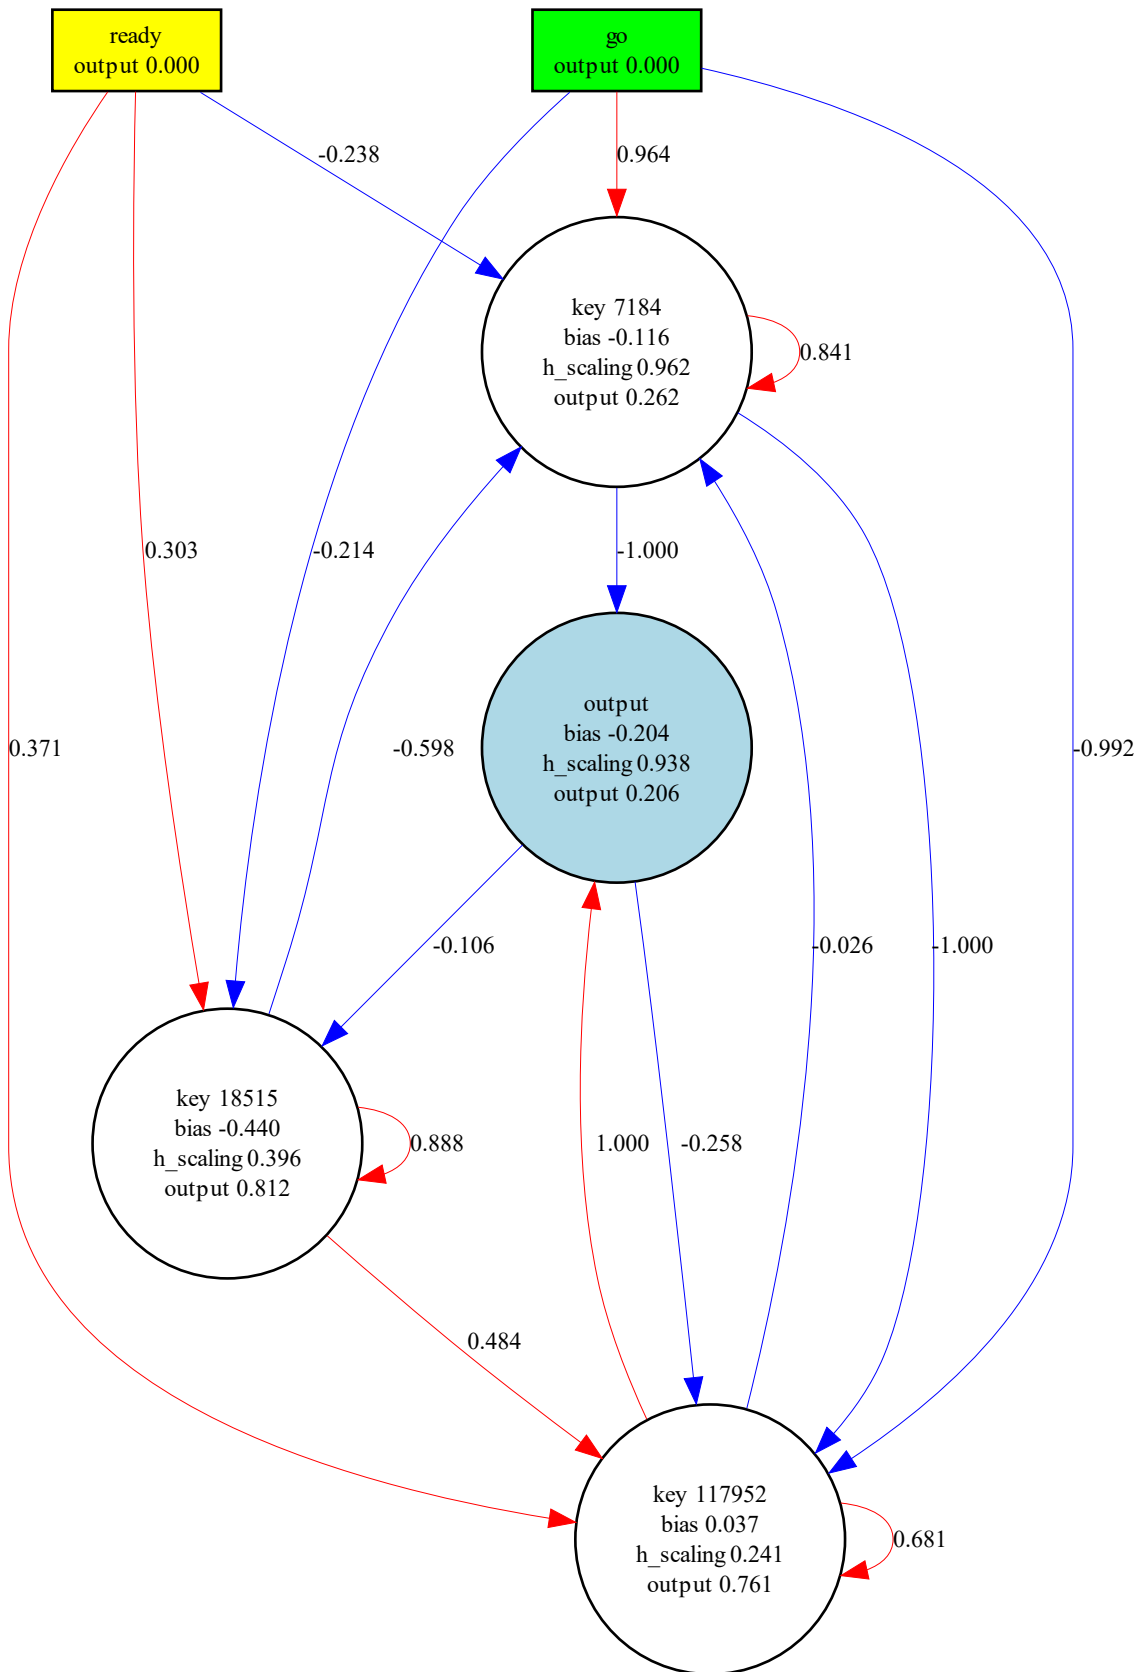 ready
output 0.000
go
output 0.000
-0.238
0.964
key 7184
bias -0.116
h_scaling 0.962
output 0.262
0.841
0.303
-0.214
-1.000
output
bias -0.204
h_scaling 0.938
output 0.206
0.371
-0.598
-0.992
-0.106
-0.026
-1.000
key 18515
bias -0.440
h_scaling 0.396
output 0.812
0.888
1.000
-0.258
0.484
key 117952
bias 0.037
h_scaling 0.241
output 0.761
0.681